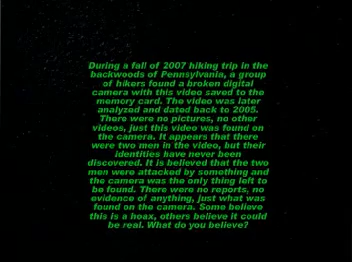 During a fall of 2007 hiking trip in the
backwoods of Pennsylvania, a group
of hikers found a broken digital
camera with this video saved to the
memory card. The video was later
analyzed and dated back to 2005.
There were no pictures, no other
videos, just this video was found on
the camera. It appears that there
were two men in the video, but their
identities have never been
discovered. It is believed that the two
men were attacked by something and
the camera was the only thing left to
be found. There were no reports, no
evidence of anything, just what was
found on the camera. Some believe
this is a hoax, others believe it could
be real. What do you believe?